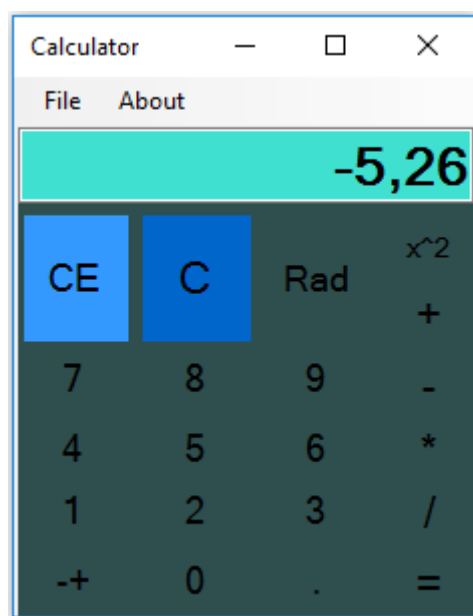 Calculator
File About
-5,26
CE C Rad x^2
+
7 8 9 -
4 5 6 *
1 2 3 /
-+ 0 . =